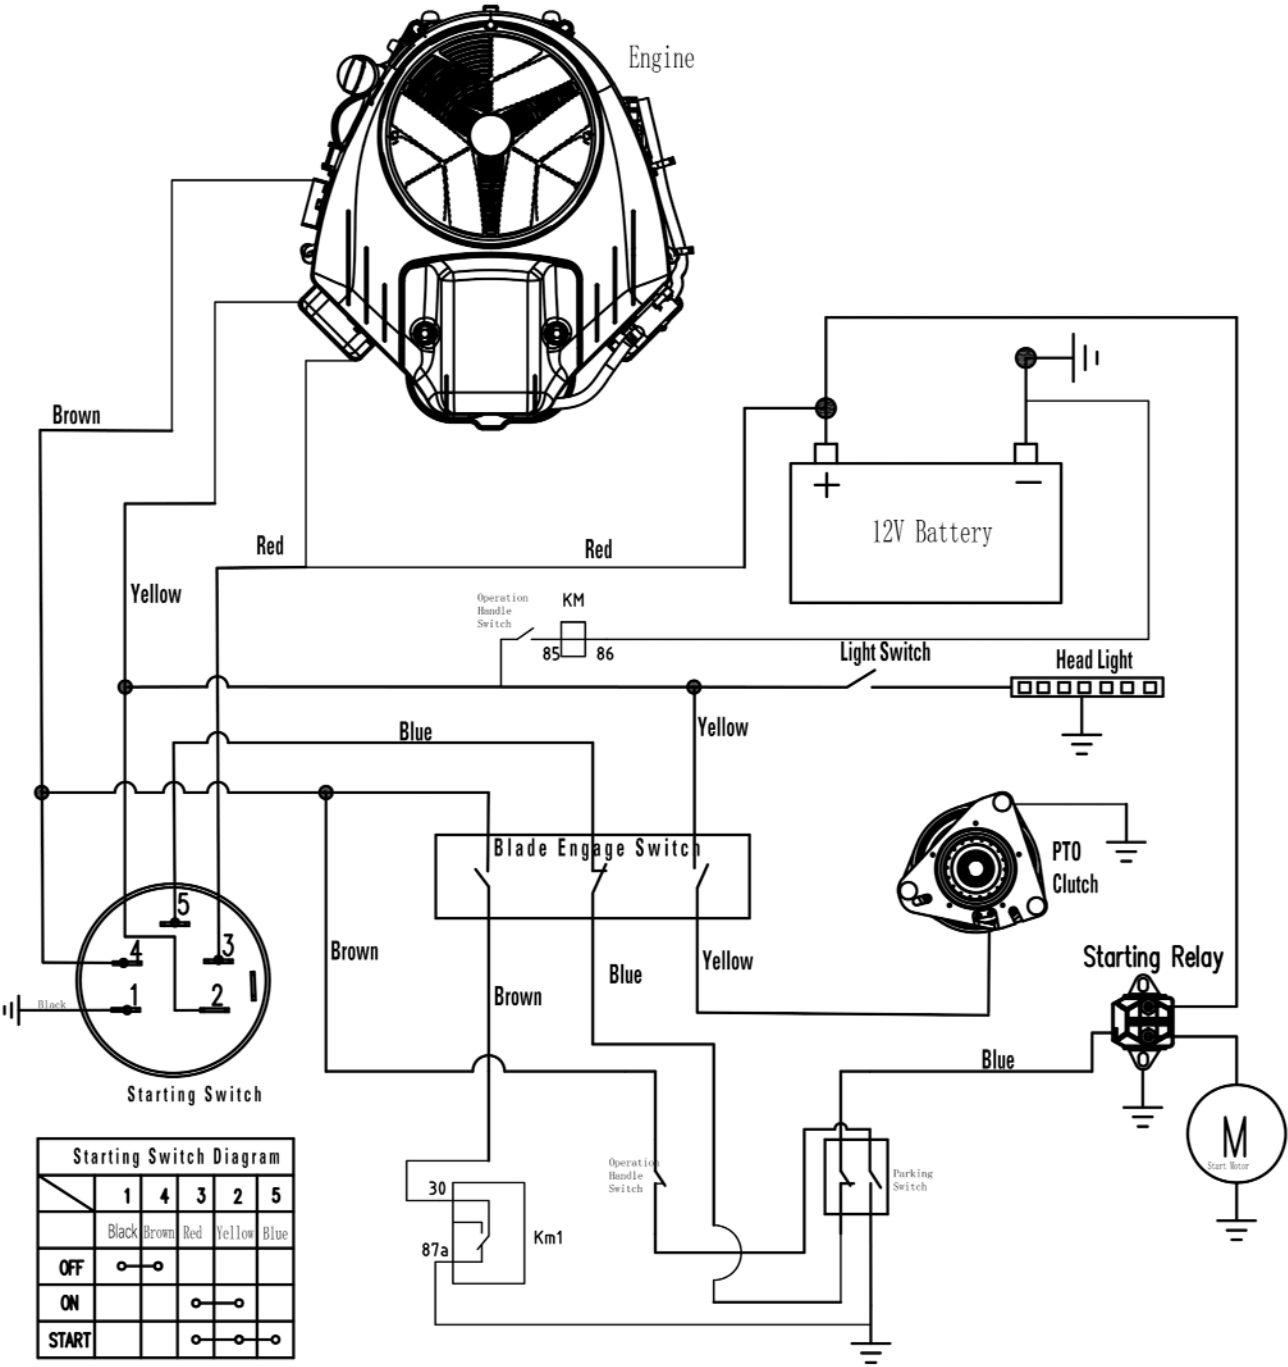 Engine
Brown
12V Battery
Red
Red
Yellow
Operation
Handle
Switch
KM
85
86
Light Switch
Head Light
Blue
Yellow
Blade Engage Switch
PTO
Clutch
5
4
3
1
2
Black
Brown
Blue
Yellow
Brown
Starting Relay
Blue
Starting Switch
M
Start Motor
Starting Switch Diagram
1 4 3 2 5
Black Brown Red Yellow Blue
OFF
ON
START
30
87a
Km1
Operation
Handle
Switch
Parking
Switch